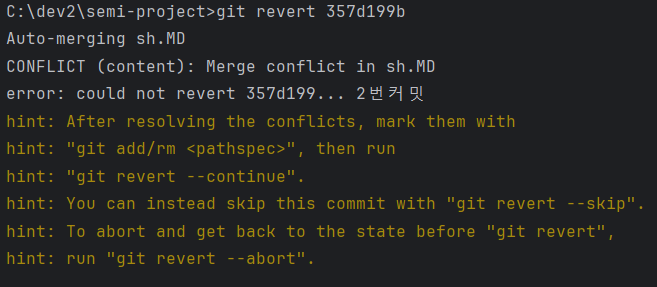 C:\dev2\semi-project>git revert 357d199b
Auto-merging sh.MD
CONFLICT (content): Merge conflict in sh.MD
error: could not revert 357d199... 2번커밋
hint: After resolving the conflicts, mark them with
hint: "git add/rm <pathspec>", then run
hint: "git revert --continue".
hint: You can instead skip this commit with "git revert --skip".
hint: To abort and get back to the state before "git revert",
hint: run "git revert --abort".